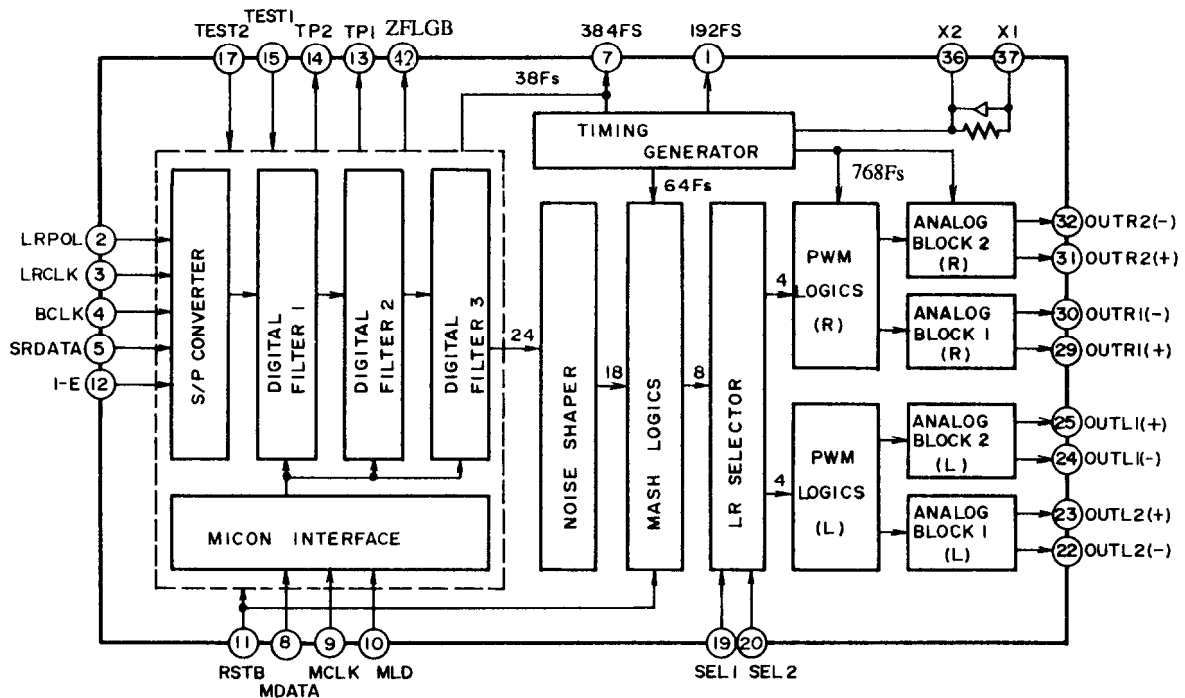 TEST2
17
TEST1
15
TP2
14
TP1
13
ZFLGB
42
384FS
7
192FS
1
X2
36
X1
37
38Fs
TIMING
GENERATOR
64Fs
768Fs
LRPOL 2
LRCLK 3
BCLK 4
SRDATA 5
I-E 12
S/P CONVERTER
DIGITAL
FILTER 1
DIGITAL
FILTER 2
DIGITAL
FILTER 3
24
NOISE SHAPER
18
MASH LOGICS
8
LR SELECTOR
4
PWM
LOGICS
(R)
4
PWM
LOGICS
(L)
ANALOG
BLOCK 2
(R)
ANALOG
BLOCK 1
(R)
ANALOG
BLOCK 2
(L)
ANALOG
BLOCK 1
(L)
32 OUTR2(-)
31 OUTR2(+)
30 OUTR1(-)
29 OUTR1(+)
25 OUTL1(+)
24 OUTL1(-)
23 OUTL2(+)
22 OUTL2(-)
MICON INTERFACE
11
RSTB
8
MDATA
9
MCLK
10
MLD
19
SEL1
20
SEL2